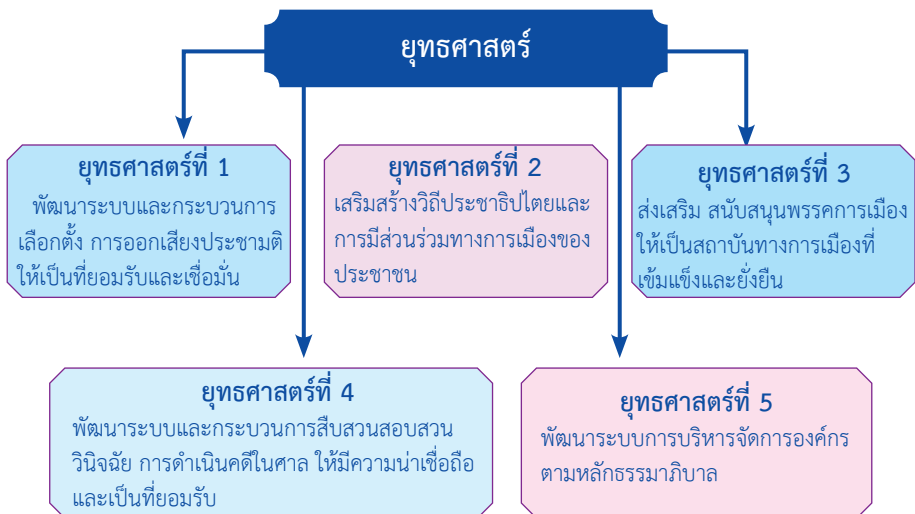 ยุทธศาสตร์
ยุทธศาสตร์ที่ 1
พัฒนาระบบและกระบวนการ
เลือกตั้ง การออกเสียงประชามติ
ให้เป็นที่ยอมรับและเชื่อมั่น
ยุทธศาสตร์ที่ 2
เสริมสร้างวิถีประชาธิปไตยและ
การมีส่วนร่วมทางการเมืองของ
ประชาชน
ยุทธศาสตร์ที่ 3
ส่งเสริม สนับสนุนพรรคการเมือง
ให้เป็นสถาบันทางการเมืองที่
เข้มแข็งและยั่งยืน
ยุทธศาสตร์ที่ 4
พัฒนาระบบและกระบวนการสืบสวนสอบสวน
วินิจฉัย การดำเนินคดีในศาล ให้มีความน่าเชื่อถือ
และเป็นที่ยอมรับ
ยุทธศาสตร์ที่ 5
พัฒนาระบบการบริหารจัดการองค์กร
ตามหลักธรรมาภิบาล